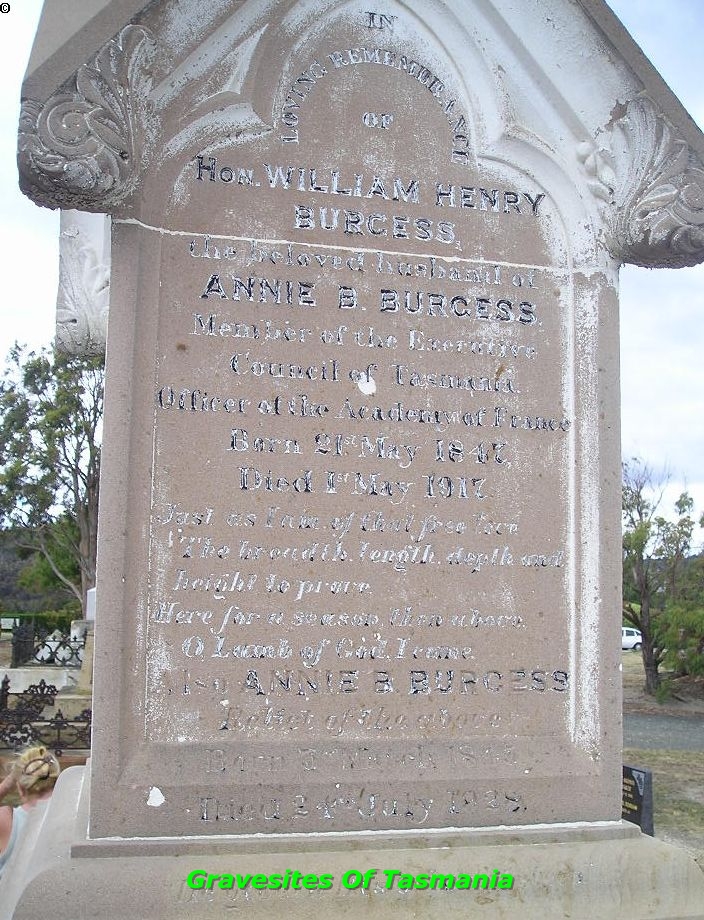 ©
IN
LOVING REMEMBRANCE
OF
HON. WILLIAM HENRY
BURGESS,
the beloved husband of
ANNIE B. BURGESS.
Member of the Executive
Council of Tasmania.
Officer of the Academy of France
Born 21st May 1847,
Died 1st May 1917.
Just as I am, of that free love
The breadth, length, depth and
height to prove
Here for a season, then above,
O, Lamb of God, I come.
Also ANNIE B. BURGESS
Relict of the above
Born March
Died 24th July 1928.
Gravesites Of Tasmania